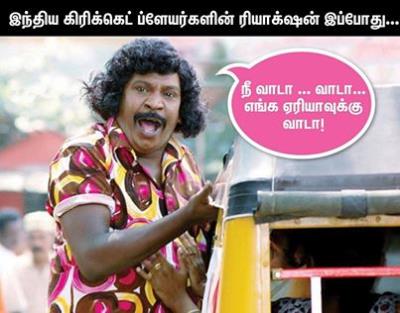 இந்திய கிரிக்கெட் ப்ளேயர்களின் ரியாக்ஷன் இப்போது...
நீ வாடா ... வாடா...
எங்க ஏரியாவுக்கு
வாடா!